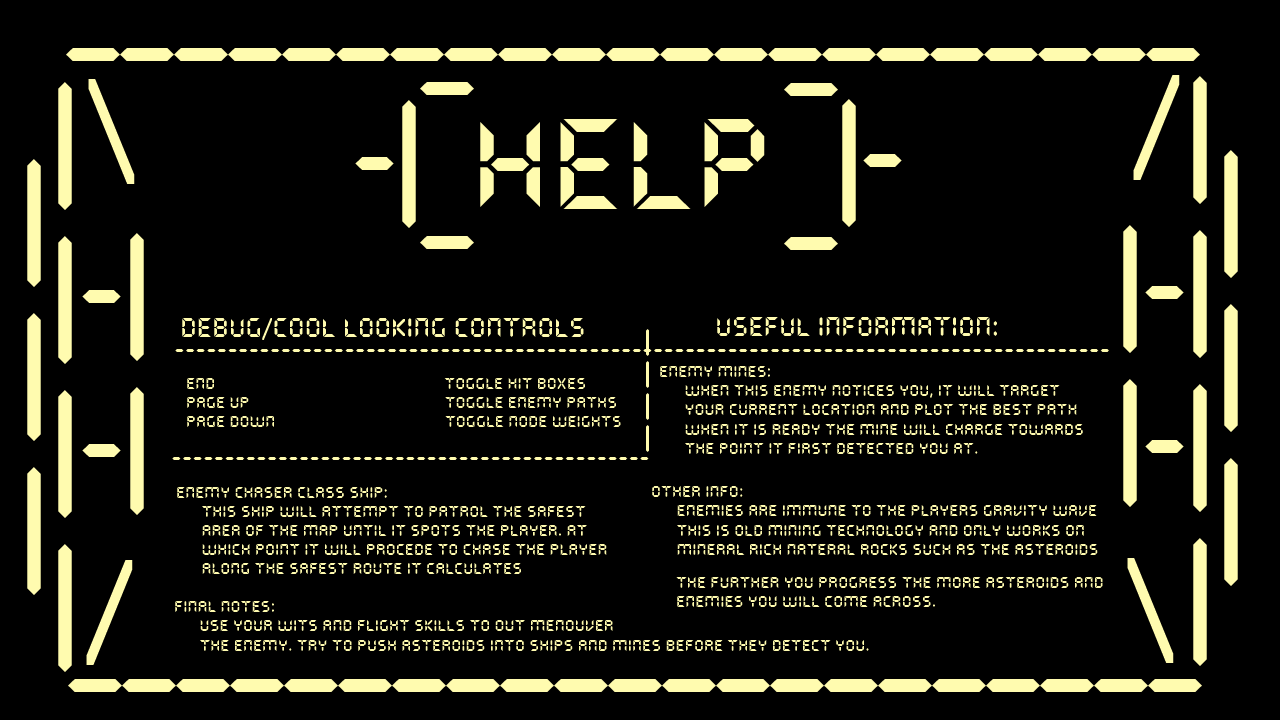 HELP
DEBUG/COOL LOOKING CONTROLS
END TOGGLE HIT BOXES
PAGE UP TOGGLE ENEMY PATHS
PAGE DOWN TOGGLE NODE WEIGHTS
USEFUL INFORMATION:
ENEMY MINES:
WHEN THIS ENEMY NOTICES YOU, IT WILL TARGET
YOUR CURRENT LOCATION AND PLOT THE BEST PATH
WHEN IT IS READY THE MINE WILL CHARGE TOWARDS
THE POINT IT FIRST DETECTED YOU AT.
ENEMY CHASER CLASS SHIP:
THIS SHIP WILL ATTEMPT TO PATROL THE SAFEST
AREA OF THE MAP UNTIL IT SPOTS THE PLAYER. AT
WHICH POINT IT WILL PROCEDE TO CHASE THE PLAYER
ALONG THE SAFEST ROUTE IT CALCULATES
OTHER INFO:
ENEMIES ARE IMMUNE TO THE PLAYERS GRAVITY WAVE
THIS IS OLD MINING TECHNOLOGY AND ONLY WORKS ON
MINERAL RICH NATERAL ROCKS SUCH AS THE ASTEROIDS
THE FURTHER YOU PROGRESS THE MORE ASTEROIDS AND
ENEMIES YOU WILL COME ACROSS.
FINAL NOTES:
USE YOUR WITS AND FLIGHT SKILLS TO OUT MENOUVER
THE ENEMY. TRY TO PUSH ASTEROIDS INTO SHIPS AND MINES BEFORE THEY DETECT YOU.